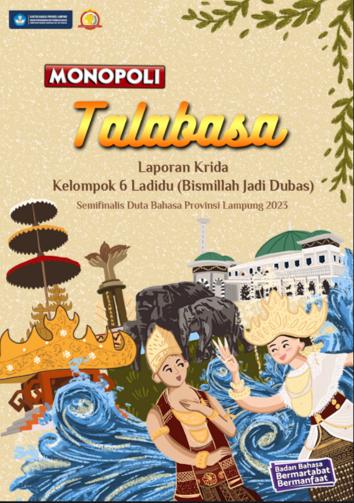 MONOPOLI
Talabasa
Laporan Krida
Kelompok 6 Ladidu (Bismillah Jadi Dubas)
Semifinalis Duta Bahasa Provinsi Lampung 2023
Badan Bahasa
Bermartabat
Bermanfaat